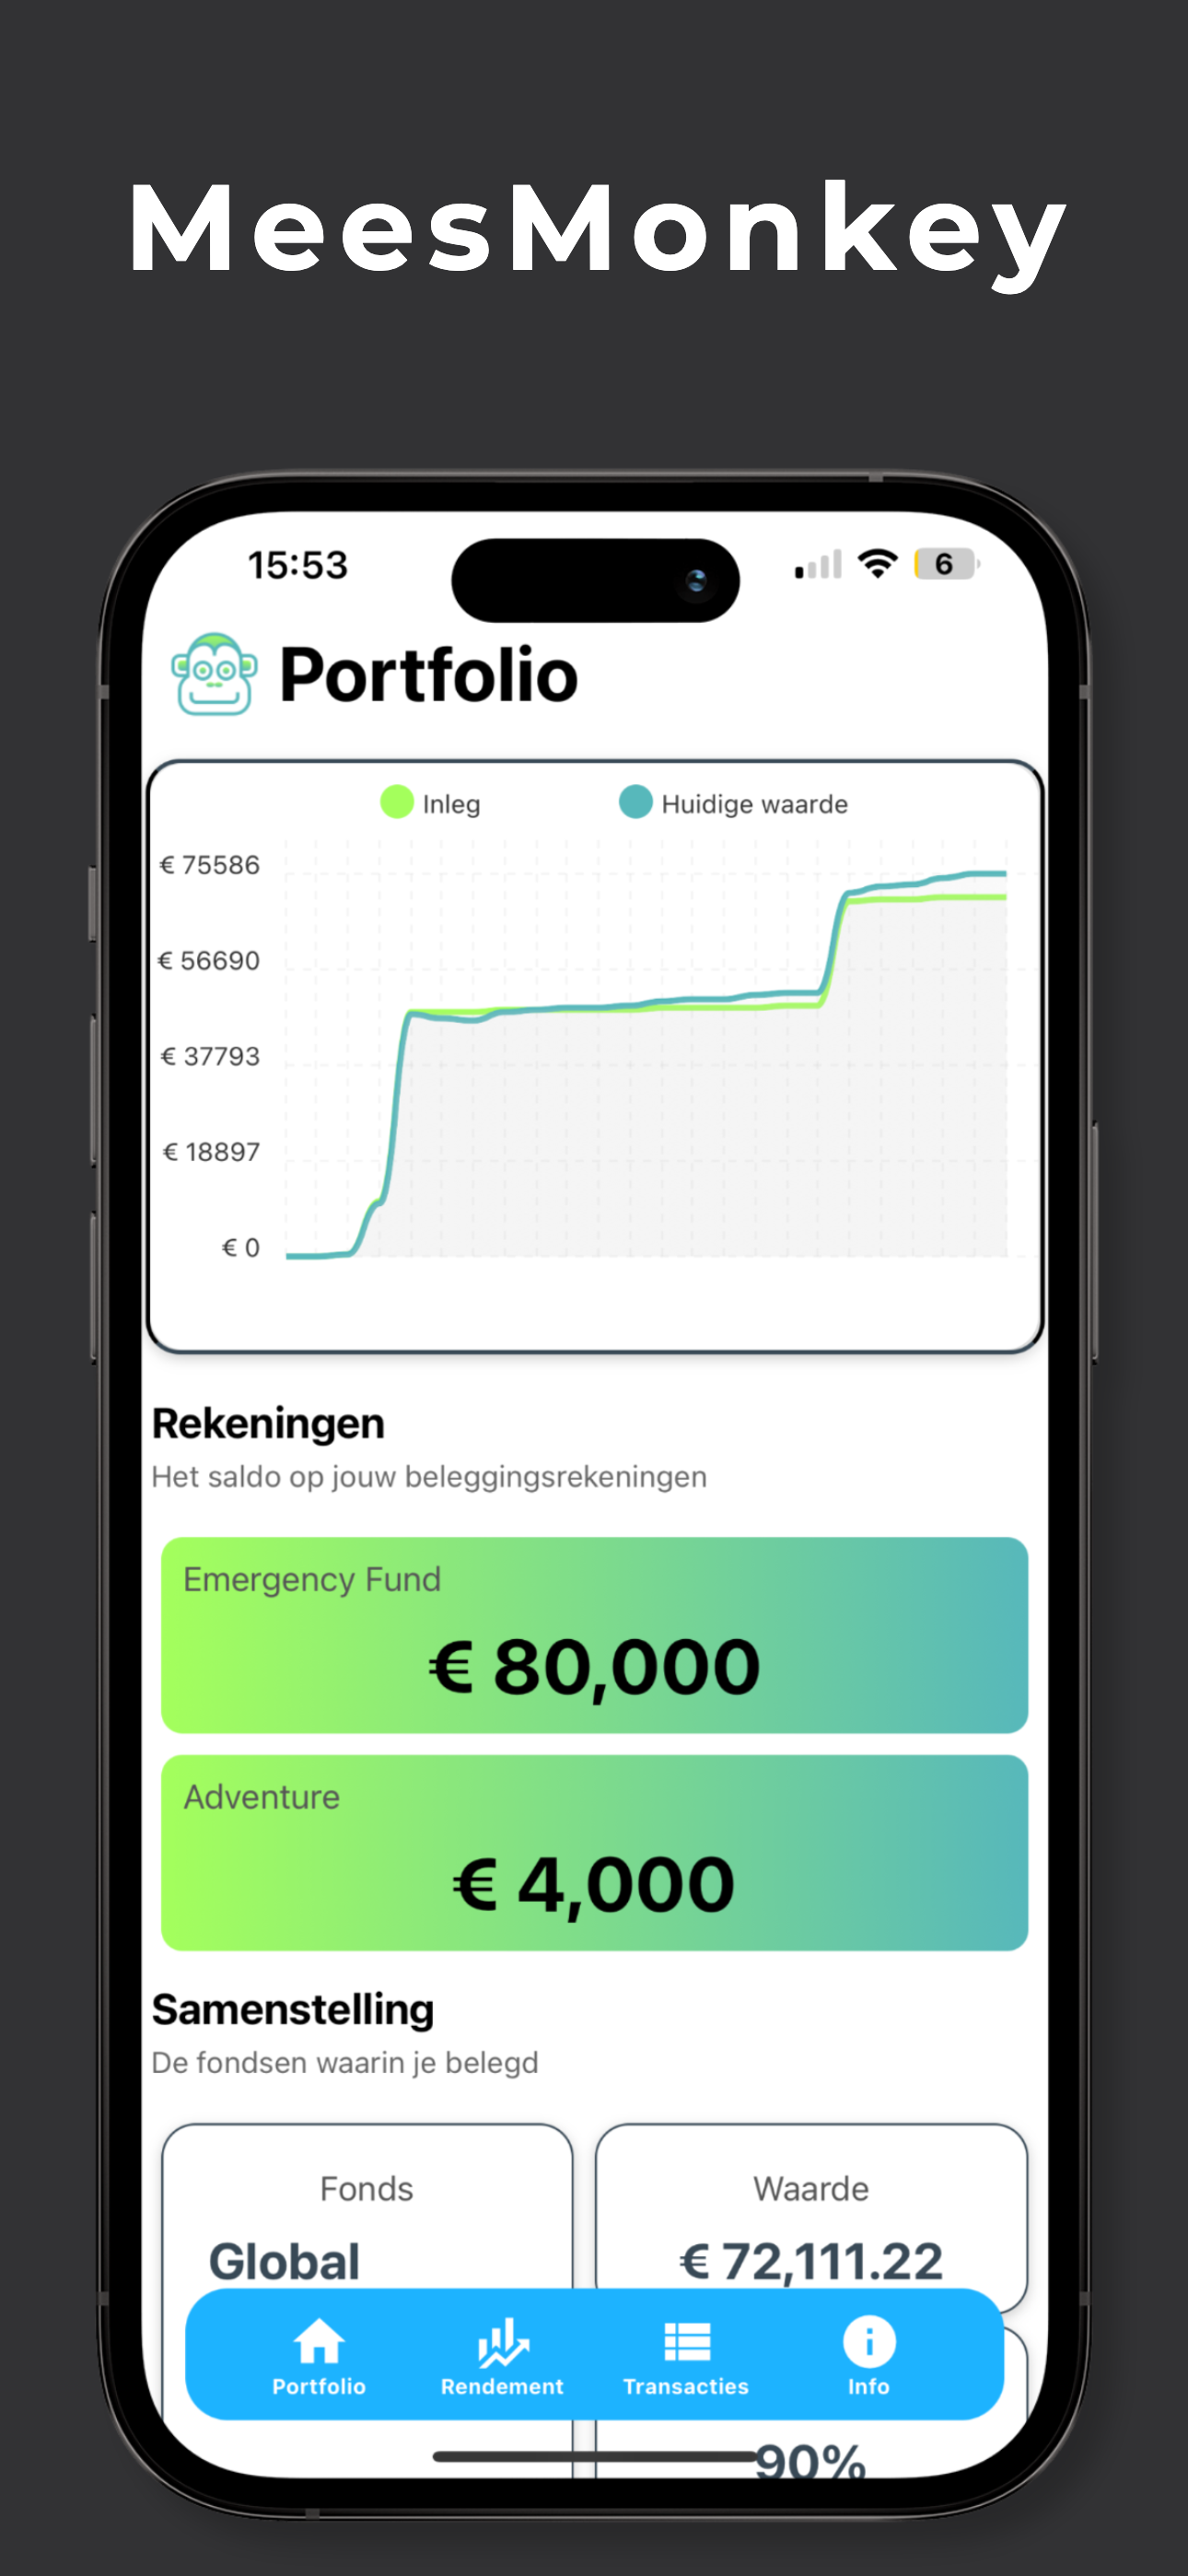 MeesMonkey
15:53
6
Portfolio
Inleg
Huidige waarde
€ 75586
€ 56690
€ 37793
€ 18897
€ 0
Rekeningen
Het saldo op jouw beleggingsrekeningen
Emergency Fund
€ 80,000
Adventure
€ 4,000
Samenstelling
De fondsen waarin je belegd
Fonds
Global
Waarde
€ 72,111.22
Portfolio
Rendement
Transacties
Info
90%